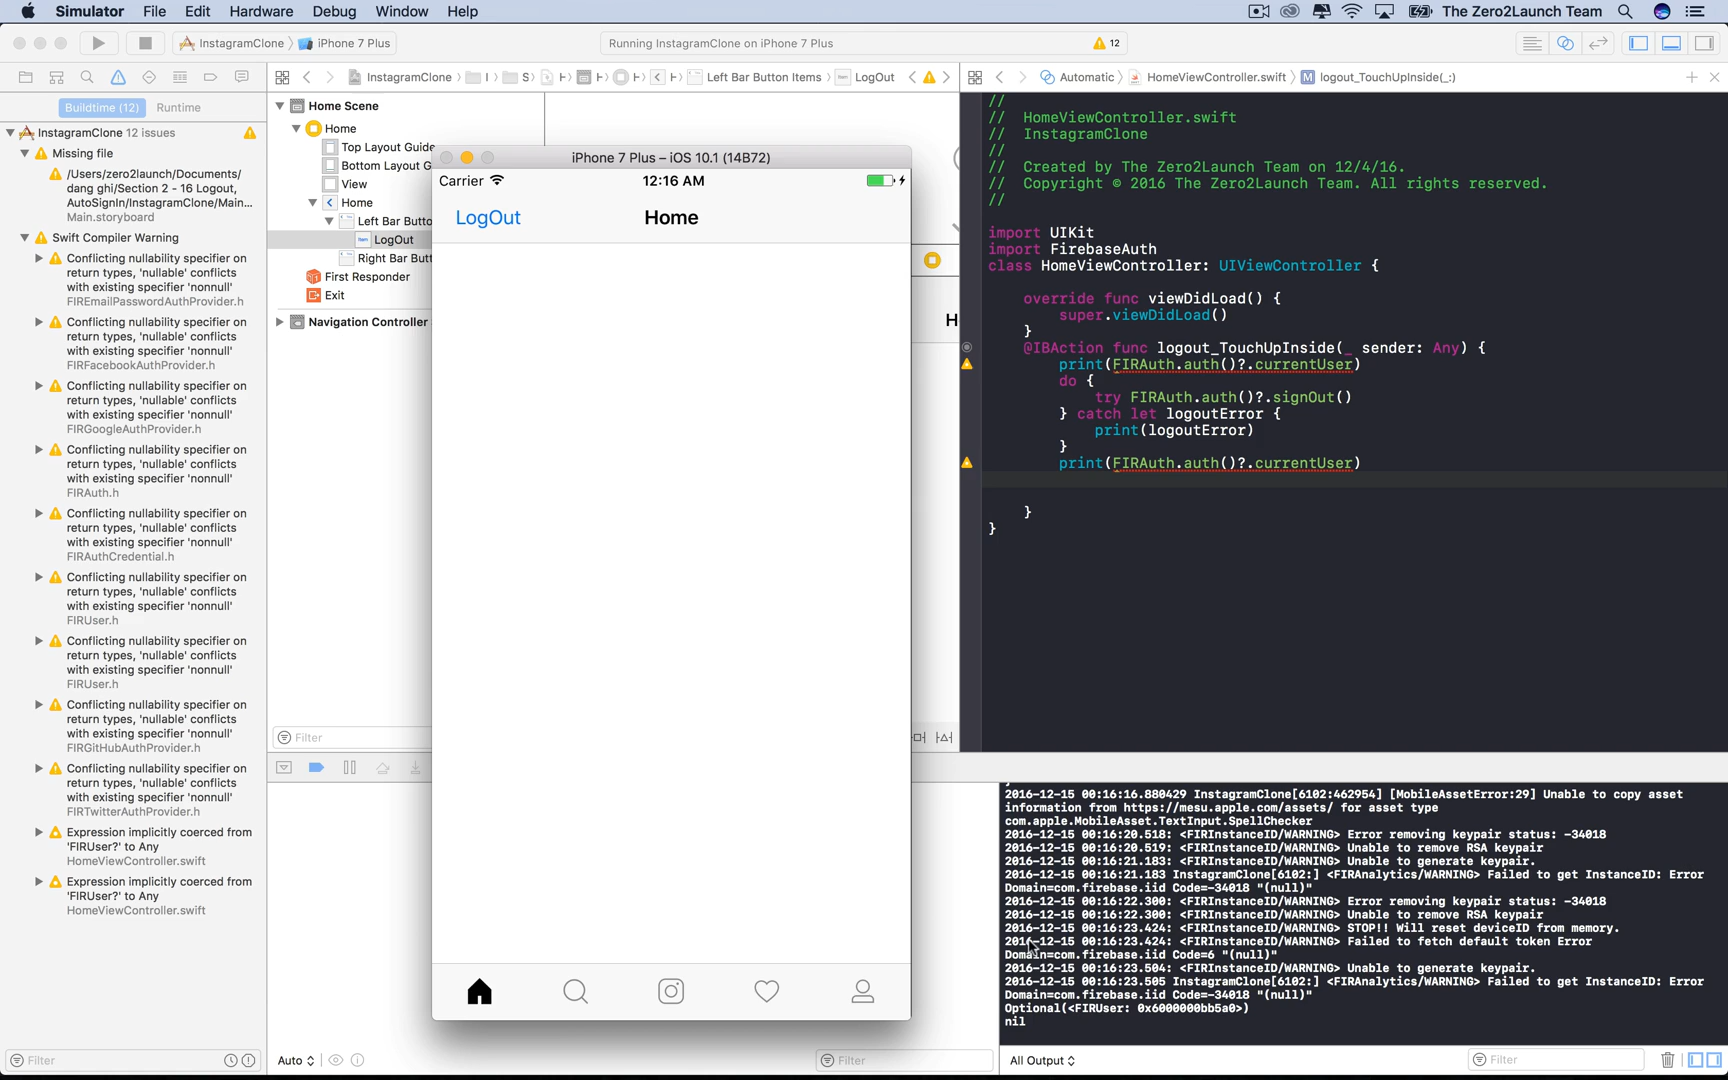 Simulator File Edit Hardware Debug Window Help The Zero2Launch Team
InstagramClone iPhone 7 Plus Running InstagramClone on iPhone 7 Plus 12
InstagramClone Left Bar Button Items LogOut Automatic HomeViewController.swift logout_TouchUpInside(_:)
Buildtime (12) Runtime
InstagramClone 12 issues
Missing file
/Users/zero2launch/Documents/
dang ghi/Section 2 - 16 Logout,
AutoSignIn/InstagramClone/Main...
Main.storyboard
Swift Compiler Warning
Conflicting nullability specifier on
return types, 'nullable' conflicts
with existing specifier 'nonnull'
FIREmailPasswordAuthProvider.h
Conflicting nullability specifier on
return types, 'nullable' conflicts
with existing specifier 'nonnull'
FIRFacebookAuthProvider.h
Conflicting nullability specifier on
return types, 'nullable' conflicts
with existing specifier 'nonnull'
FIRGoogleAuthProvider.h
Conflicting nullability specifier on
return types, 'nullable' conflicts
with existing specifier 'nonnull'
FIRAuth.h
Conflicting nullability specifier on
return types, 'nullable' conflicts
with existing specifier 'nonnull'
FIRAuthCredential.h
Conflicting nullability specifier on
return types, 'nullable' conflicts
with existing specifier 'nonnull'
FIRUser.h
Conflicting nullability specifier on
return types, 'nullable' conflicts
with existing specifier 'nonnull'
FIRUser.h
Conflicting nullability specifier on
return types, 'nullable' conflicts
with existing specifier 'nonnull'
FIRGitHubAuthProvider.h
Conflicting nullability specifier on
return types, 'nullable' conflicts
with existing specifier 'nonnull'
FIRTwitterAuthProvider.h
Expression implicitly coerced from
'FIRUser?' to Any
HomeViewController.swift
Expression implicitly coerced from
'FIRUser?' to Any
HomeViewController.swift
Filter
Home Scene
Home
Top Layout Guide
Bottom Layout G
View
Home
Left Bar Butto
LogOut
Right Bar Butt
First Responder
Exit
Navigation Controller
Filter
iPhone 7 Plus – iOS 10.1 (14B72)
Carrier 12:16 AM
LogOut Home
//
// HomeViewController.swift
// InstagramClone
//
// Created by The Zero2Launch Team on 12/4/16.
// Copyright © 2016 The Zero2Launch Team. All rights reserved.
//
import UIKit
import FirebaseAuth
class HomeViewController: UIViewController {
override func viewDidLoad() {
super.viewDidLoad()
}
@IBAction func logout_TouchUpInside(_ sender: Any) {
print(FIRAuth.auth()?.currentUser)
do {
try FIRAuth.auth()?.signOut()
} catch let logoutError {
print(logoutError)
}
print(FIRAuth.auth()?.currentUser)
}
}
2016-12-15 00:16:16.880429 InstagramClone[6102:462954] [MobileAssetError:29] Unable to copy asset
information from https://mesu.apple.com/assets/ for asset type
com.apple.MobileAsset.TextInput.SpellChecker
2016-12-15 00:16:20.518: <FIRInstanceID/WARNING> Error removing keypair status: -34018
2016-12-15 00:16:20.519: <FIRInstanceID/WARNING> Unable to remove RSA keypair
2016-12-15 00:16:21.183: <FIRInstanceID/WARNING> Unable to generate keypair.
2016-12-15 00:16:21.183 InstagramClone[6102:] <FIRAnalytics/WARNING> Failed to get InstanceID: Error
Domain=com.firebase.iid Code=-34018 "(null)"
2016-12-15 00:16:22.300: <FIRInstanceID/WARNING> Error removing keypair status: -34018
2016-12-15 00:16:22.300: <FIRInstanceID/WARNING> Unable to remove RSA keypair
2016-12-15 00:16:23.424: <FIRInstanceID/WARNING> STOP!! Will reset deviceID from memory.
2016-12-15 00:16:23.424: <FIRInstanceID/WARNING> Failed to fetch default token Error
Domain=com.firebase.iid Code=6 "(null)"
2016-12-15 00:16:23.504: <FIRInstanceID/WARNING> Unable to generate keypair.
2016-12-15 00:16:23.505 InstagramClone[6102:] <FIRAnalytics/WARNING> Failed to get InstanceID: Error
Domain=com.firebase.iid Code=-34018 "(null)"
Optional(<FIRUser: 0x6000000bb5a0>)
nil
Auto Filter All Output Filter